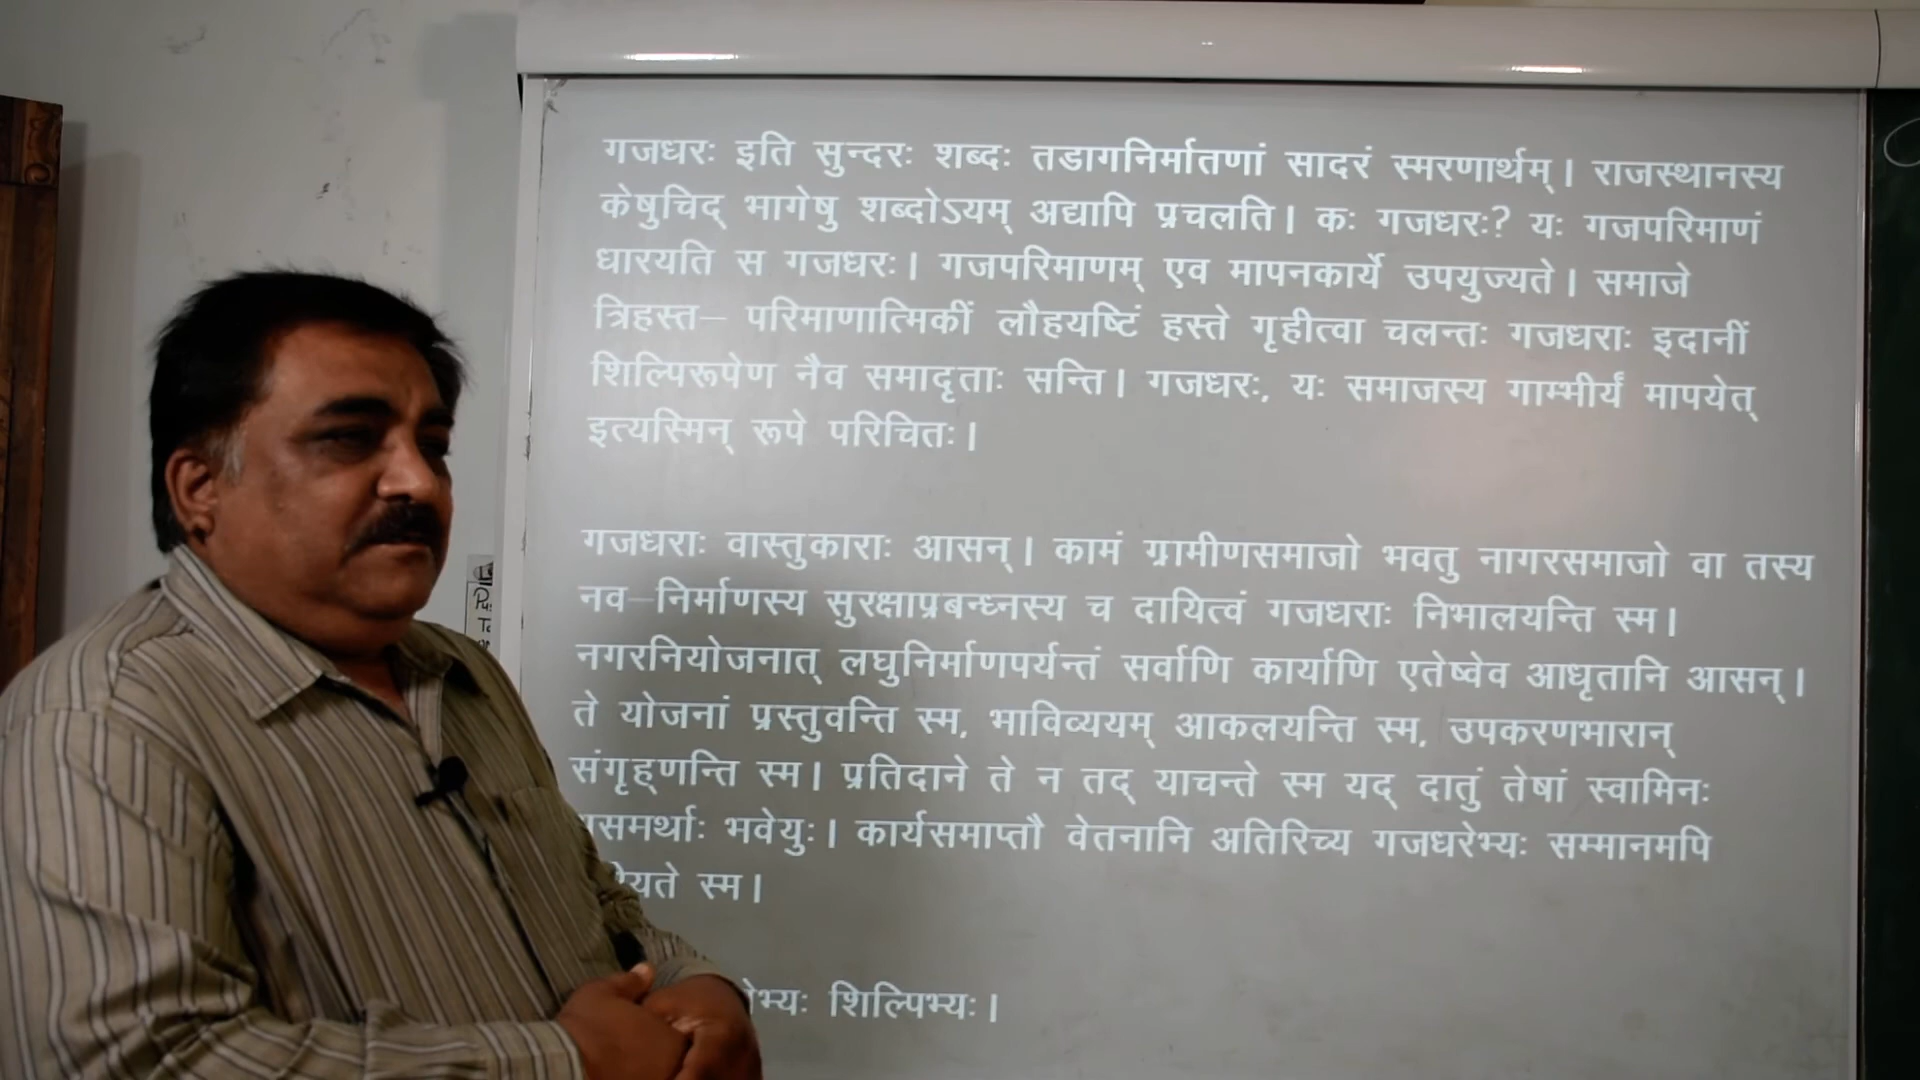 गजधरः इति सुन्दरः शब्दः तडागनिर्मातणां सादरं स्मरणार्थम्। राजस्थानस्य
केषुचिद् भागेषु शब्दोऽयम् अद्यापि प्रचलति। कः गजधरः? यः गजपरिमाणं
धारयति स गजधरः। गजपरिमाणम् एव मापनकार्ये उपयुज्यते। समाजे
त्रिहस्त– परिमाणात्मिकीं लौहयष्टिं हस्ते गृहीत्वा चलन्तः गजधराः इदानीं
शिल्पिरूपेण नैव समादृताः सन्ति। गजधरः, यः समाजस्य गाम्भीर्यं मापयेत्
इत्यस्मिन् रूपे परिचितः।
गजधराः वास्तुकाराः आसन्। कामं ग्रामीणसमाजो भवतु नागरसमाजो वा तस्य
नव–निर्माणस्य सुरक्षाप्रबन्ध्नस्य च दायित्वं गजधराः निभालयन्ति स्म।
नगरनियोजनात् लघुनिर्माणपर्यन्तं सर्वाणि कार्याणि एतेष्वेव आधृतानि आसन्।
ते योजनां प्रस्तुवन्ति स्म, भाविव्ययम् आकलयन्ति स्म, उपकरणभारान्
संगृह्णन्ति स्म। प्रतिदाने ते न तद् याचन्ते स्म यद् दातुं तेषां स्वामिनः
समर्थाः भवेयुः। कार्यसमाप्तौ वेतनानि अतिरिच्य गजधरेभ्यः सम्मानमपि
स्म।
शिल्पिभ्यः।